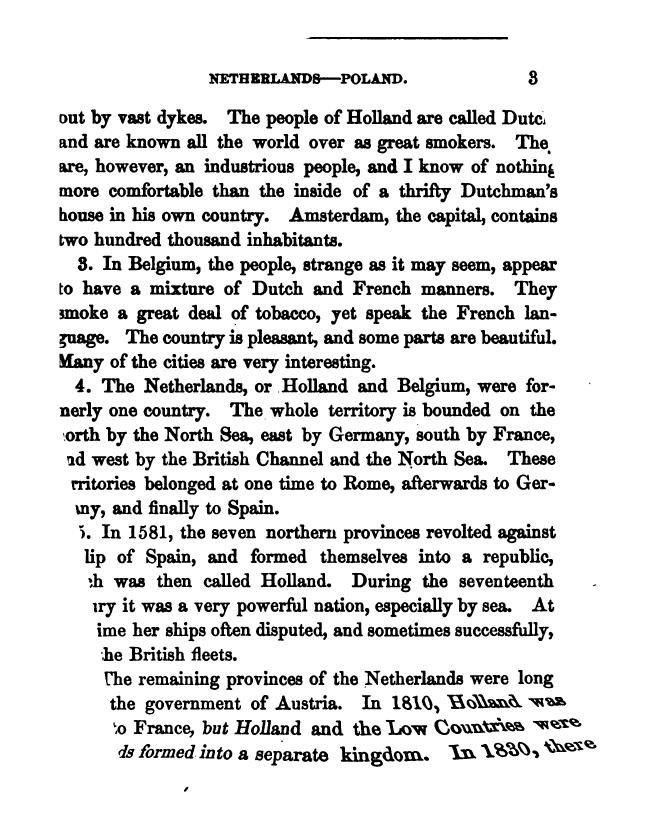 NETHERLANDS—POLAND. 3
out by vast dykes. The people of Holland are called Dutc
and are known all the world over as great smokers. The
are, however, an industrious people, and I know of nothing
more comfortable than the inside of a thrifty Dutchman's
house in his own country. Amsterdam, the capital, contains
two hundred thousand inhabitants.
3. In Belgium, the people, strange as it may seem, appear
to have a mixture of Dutch and French manners. They
smoke a great deal of tobacco, yet speak the French lan-
guage. The country is pleasant, and some parts are beautiful.
Many of the cities are very interesting.
4. The Netherlands, or Holland and Belgium, were for-
nerly one country. The whole territory is bounded on the
orth by the North Sea, east by Germany, south by France,
nd west by the British Channel and the North Sea. These
rritories belonged at one time to Rome, afterwards to Ger-
ny, and finally to Spain.
5. In 1581, the seven northern provinces revolted against
lip of Spain, and formed themselves into a republic,
ch was then called Holland. During the seventeenth
ury it was a very powerful nation, especially by sea. At
ime her ships often disputed, and sometimes successfully,
he British fleets.
The remaining provinces of the Netherlands were long
the government of Austria. In 1810, Holland was
to France, but Holland and the Low Countries were
ds formed into a separate kingdom. In 1830, there